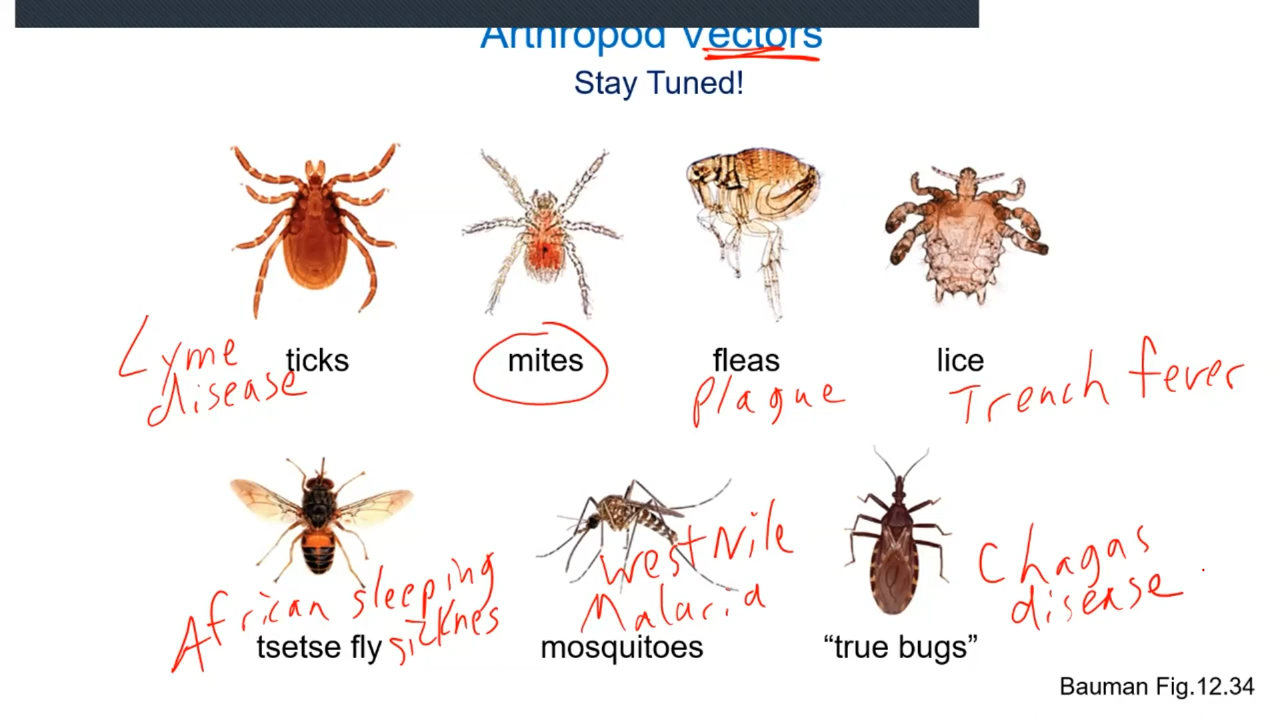 Arthropod Vectors
Stay Tuned!
ticks
mites
fleas
lice
Lyme
disease
Plague
Trench fever
West Nile
Malaria
African sleeping
sicknes
Chagas
disease
tsetse fly
mosquitoes
“true bugs”
Bauman Fig.12.34